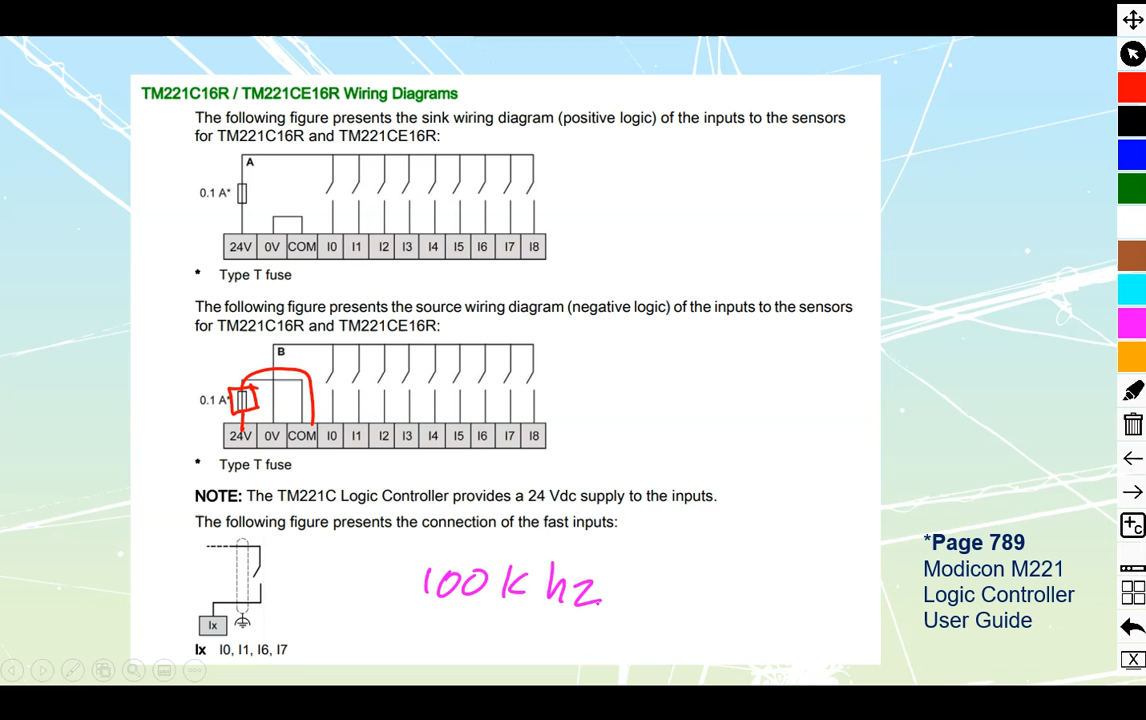 TM221C16R / TM221CE16R Wiring Diagrams
The following figure presents the sink wiring diagram (positive logic) of the inputs to the sensors
for TM221C16R and TM221CE16R:
A
0.1 A*
24V 0V COM I0 I1 I2 I3 I4 I5 I6 I7 I8
* Type T fuse
The following figure presents the source wiring diagram (negative logic) of the inputs to the sensors
for TM221C16R and TM221CE16R:
B
0.1 A*
24V 0V COM I0 I1 I2 I3 I4 I5 I6 I7 I8
* Type T fuse
NOTE: The TM221C Logic Controller provides a 24 Vdc supply to the inputs.
The following figure presents the connection of the fast inputs:
100 k hz
Ix
Ix I0, I1, I6, I7
*Page 789
Modicon M221
Logic Controller
User Guide
+c
X